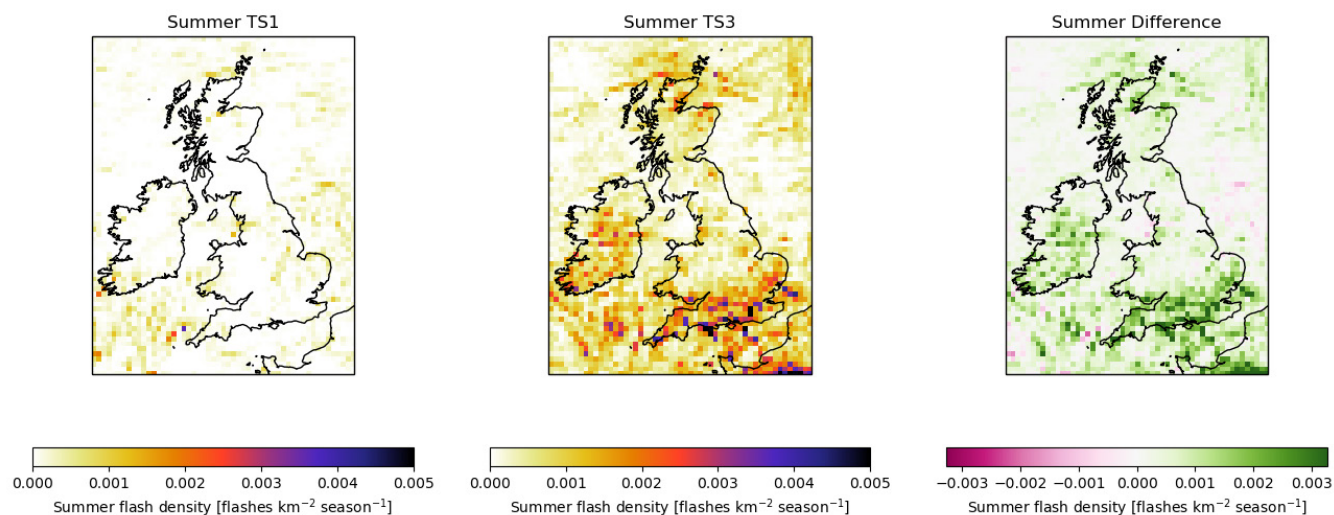 Summer TS1
Summer TS3
Summer Difference
0.000 0.001 0.002 0.003 0.004 0.005
Summer flash density [flashes km⁻² season⁻¹]
0.000 0.001 0.002 0.003 0.004 0.005
Summer flash density [flashes km⁻² season⁻¹]
−0.003 −0.002 −0.001 0.000 0.001 0.002 0.003
Summer flash density [flashes km⁻² season⁻¹]